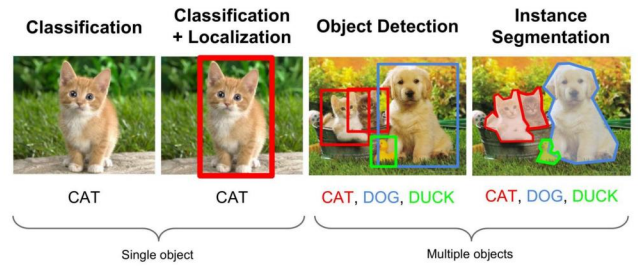 Classification
Classification
+ Localization
Object Detection
Instance
Segmentation
CAT
CAT
CAT, DOG, DUCK
CAT, DOG, DUCK
Single object
Multiple objects